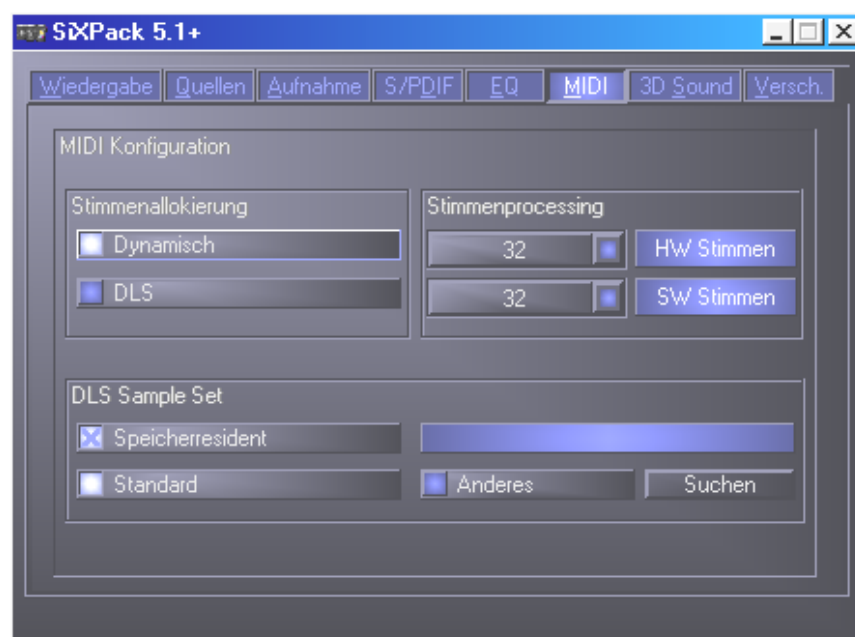 SiXPack 5.1+
Wiedergabe Quellen Aufnahme S/PDIF EQ MIDI 3D Sound Versch.
MIDI Konfiguration
Stimmenallokierung
Dynamisch
DLS
Stimmenprocessing
32 HW Stimmen
32 SW Stimmen
DLS Sample Set
Speicherresident
Standard Anderes Suchen